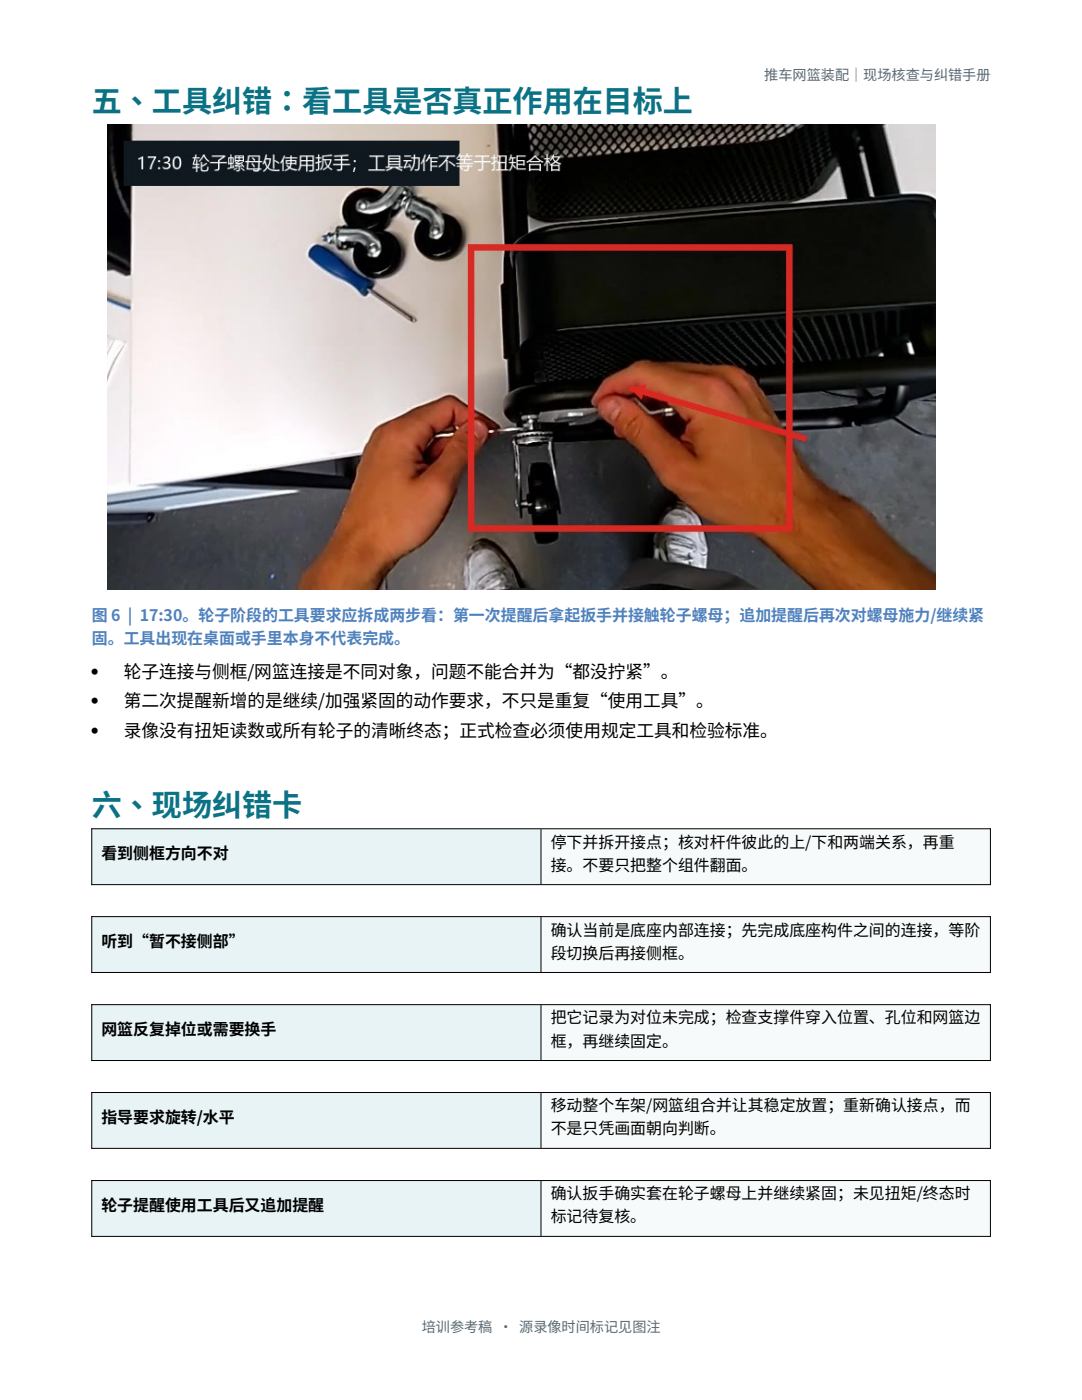 推车网篮装配｜现场核查与纠错手册
五、工具纠错：看工具是否真正作用在目标上
17:30 轮子螺母处使用扳手；工具动作不等于扭矩合格
图 6｜17:30。轮子阶段的工具要求应拆成两步看：第一次提醒后拿起扳手并接触轮子螺母；追加提醒后再次对螺母施力/继续紧
固。工具出现在桌面或手里本身不代表完成。
• 轮子连接与侧框/网篮连接是不同对象，问题不能合并为“都没拧紧”。
• 第二次提醒新增的是继续/加强紧固的动作要求，不只是重复“使用工具”。
• 录像没有扭矩读数或所有轮子的清晰终态；正式检查必须使用规定工具和检验标准。
六、现场纠错卡
看到侧框方向不对
停下并拆开接点；核对杆件彼此的上/下和两端关系，再重
接。不要只把整个组件翻面。
听到“暂不接侧部”
确认当前是底座内部连接；先完成底座构件之间的连接，等阶
段切换后再接侧框。
网篮反复掉位或需要换手
把它记录为对位未完成；检查支撑件穿入位置、孔位和网篮边
框，再继续固定。
指导要求旋转/水平
移动整个车架/网篮组合并让其稳定放置；重新确认接点，而
不是只凭画面朝向判断。
轮子提醒使用工具后又追加提醒
确认扳手确实套在轮子螺母上并继续紧固；未见扭矩/终态时
标记待复核。
培训参考稿 · 源录像时间标记见图注